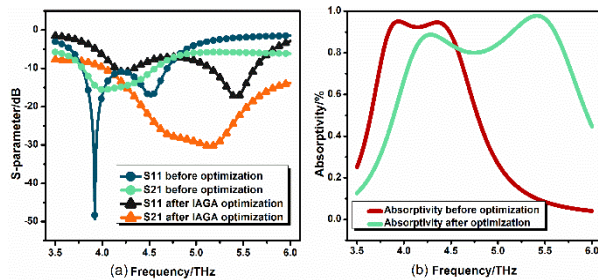 0
-10
-20
-30
-40
-50
S-parameter/dB
S11 before optimization
S21 before optimization
S11 after IAGA optimization
S21 after IAGA optimization
3.5 4.0 4.5 5.0 5.5 6.0
(a) Frequency/THz
1.0
0.8
0.6
0.4
0.2
0.0
Absorptivity/%
Absorptivity before optimization
Absorptivity after optimization
3.5 4.0 4.5 5.0 5.5 6.0
(b) Frequency/THz